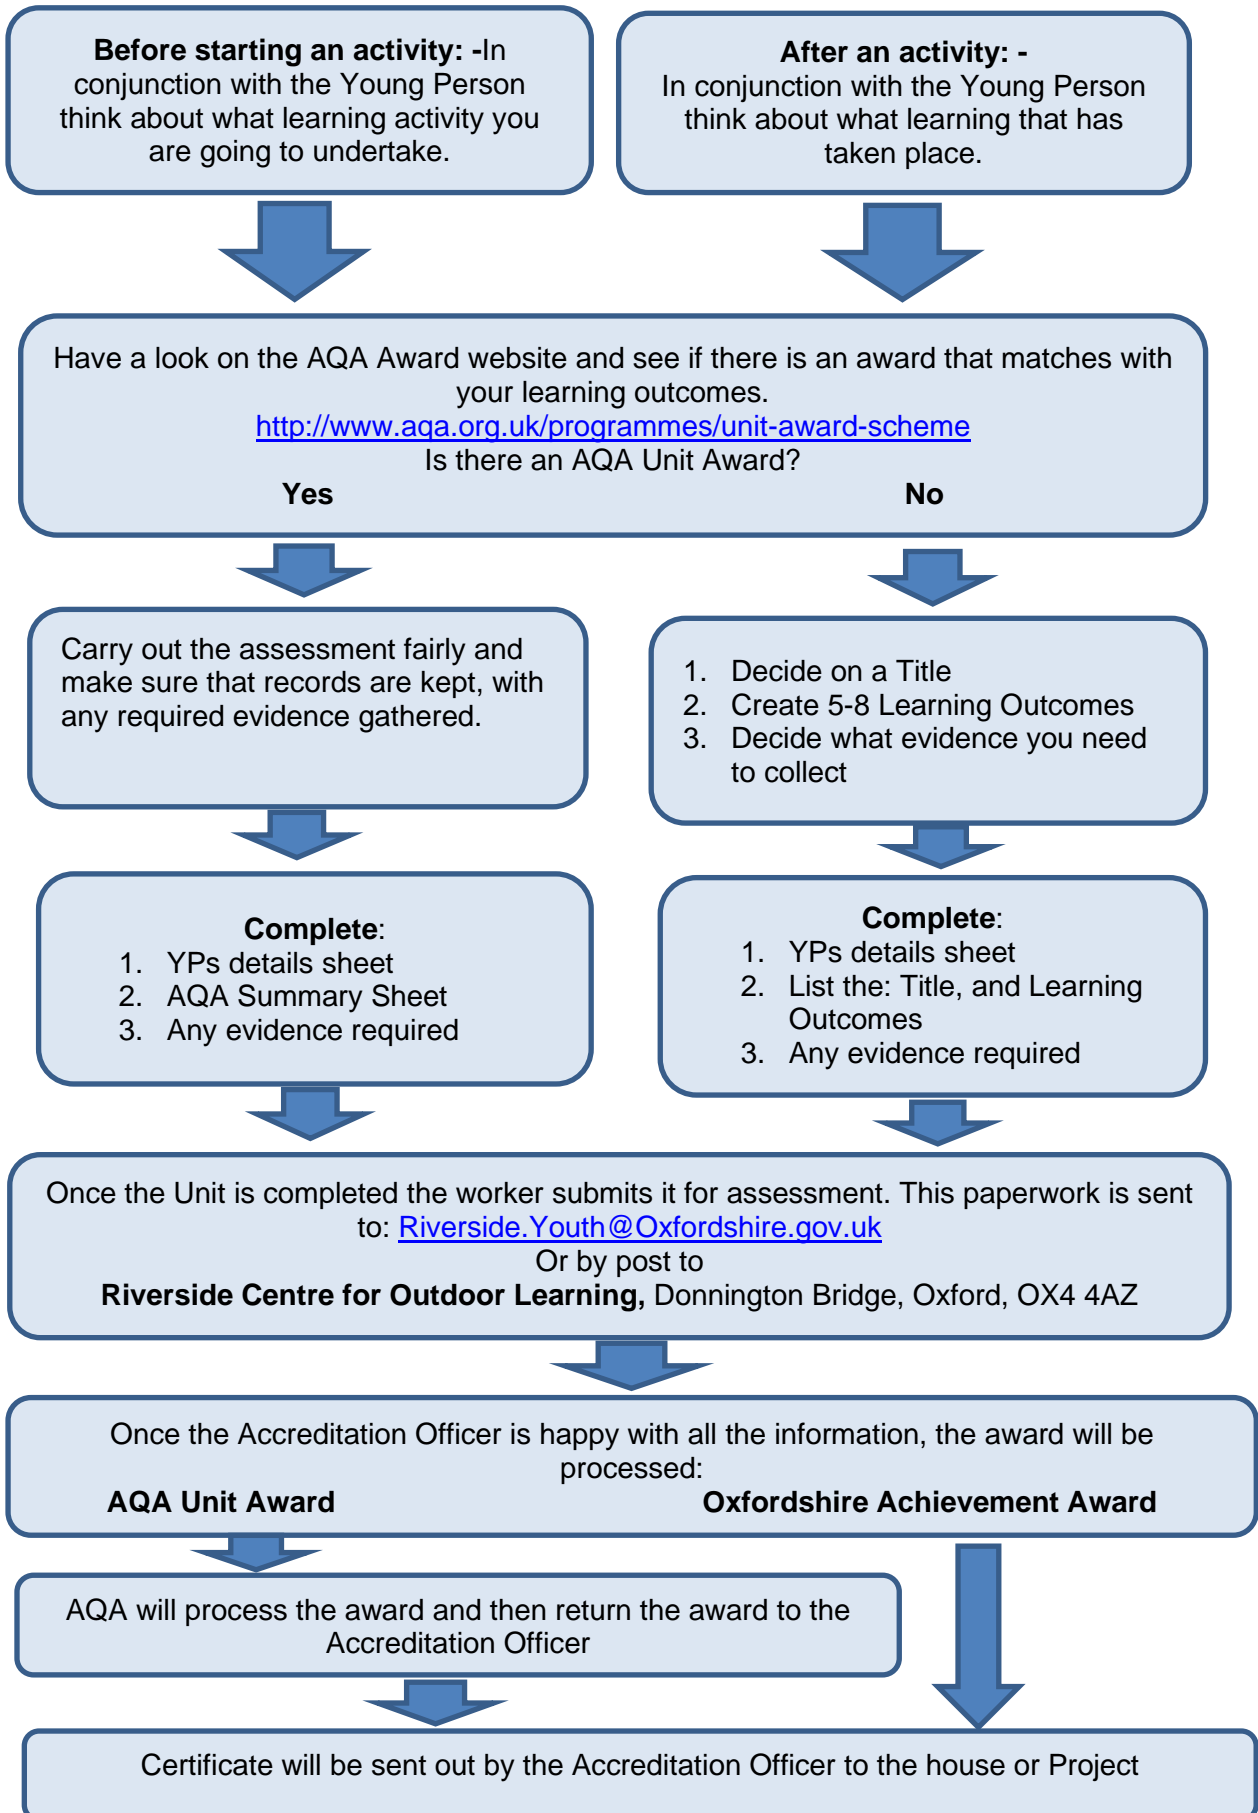 Before starting an activity: -In
conjunction with the Young Person
think about what learning activity you
are going to undertake.
After an activity: -
In conjunction with the Young Person
think about what learning that has
taken place.
Have a look on the AQA Award website and see if there is an award that matches with
your learning outcomes.
http://www.aqa.org.uk/programmes/unit-award-scheme
Is there an AQA Unit Award?
Yes No
Carry out the assessment fairly and
make sure that records are kept, with
any required evidence gathered.
1. Decide on a Title
2. Create 5-8 Learning Outcomes
3. Decide what evidence you need
to collect
Complete:
1. YPs details sheet
2. AQA Summary Sheet
3. Any evidence required
Complete:
1. YPs details sheet
2. List the: Title, and Learning
Outcomes
3. Any evidence required
Once the Unit is completed the worker submits it for assessment. This paperwork is sent
to: Riverside.Youth@Oxfordshire.gov.uk
Or by post to
Riverside Centre for Outdoor Learning, Donnington Bridge, Oxford, OX4 4AZ
Once the Accreditation Officer is happy with all the information, the award will be
processed:
AQA Unit Award Oxfordshire Achievement Award
AQA will process the award and then return the award to the
Accreditation Officer
Certificate will be sent out by the Accreditation Officer to the house or Project